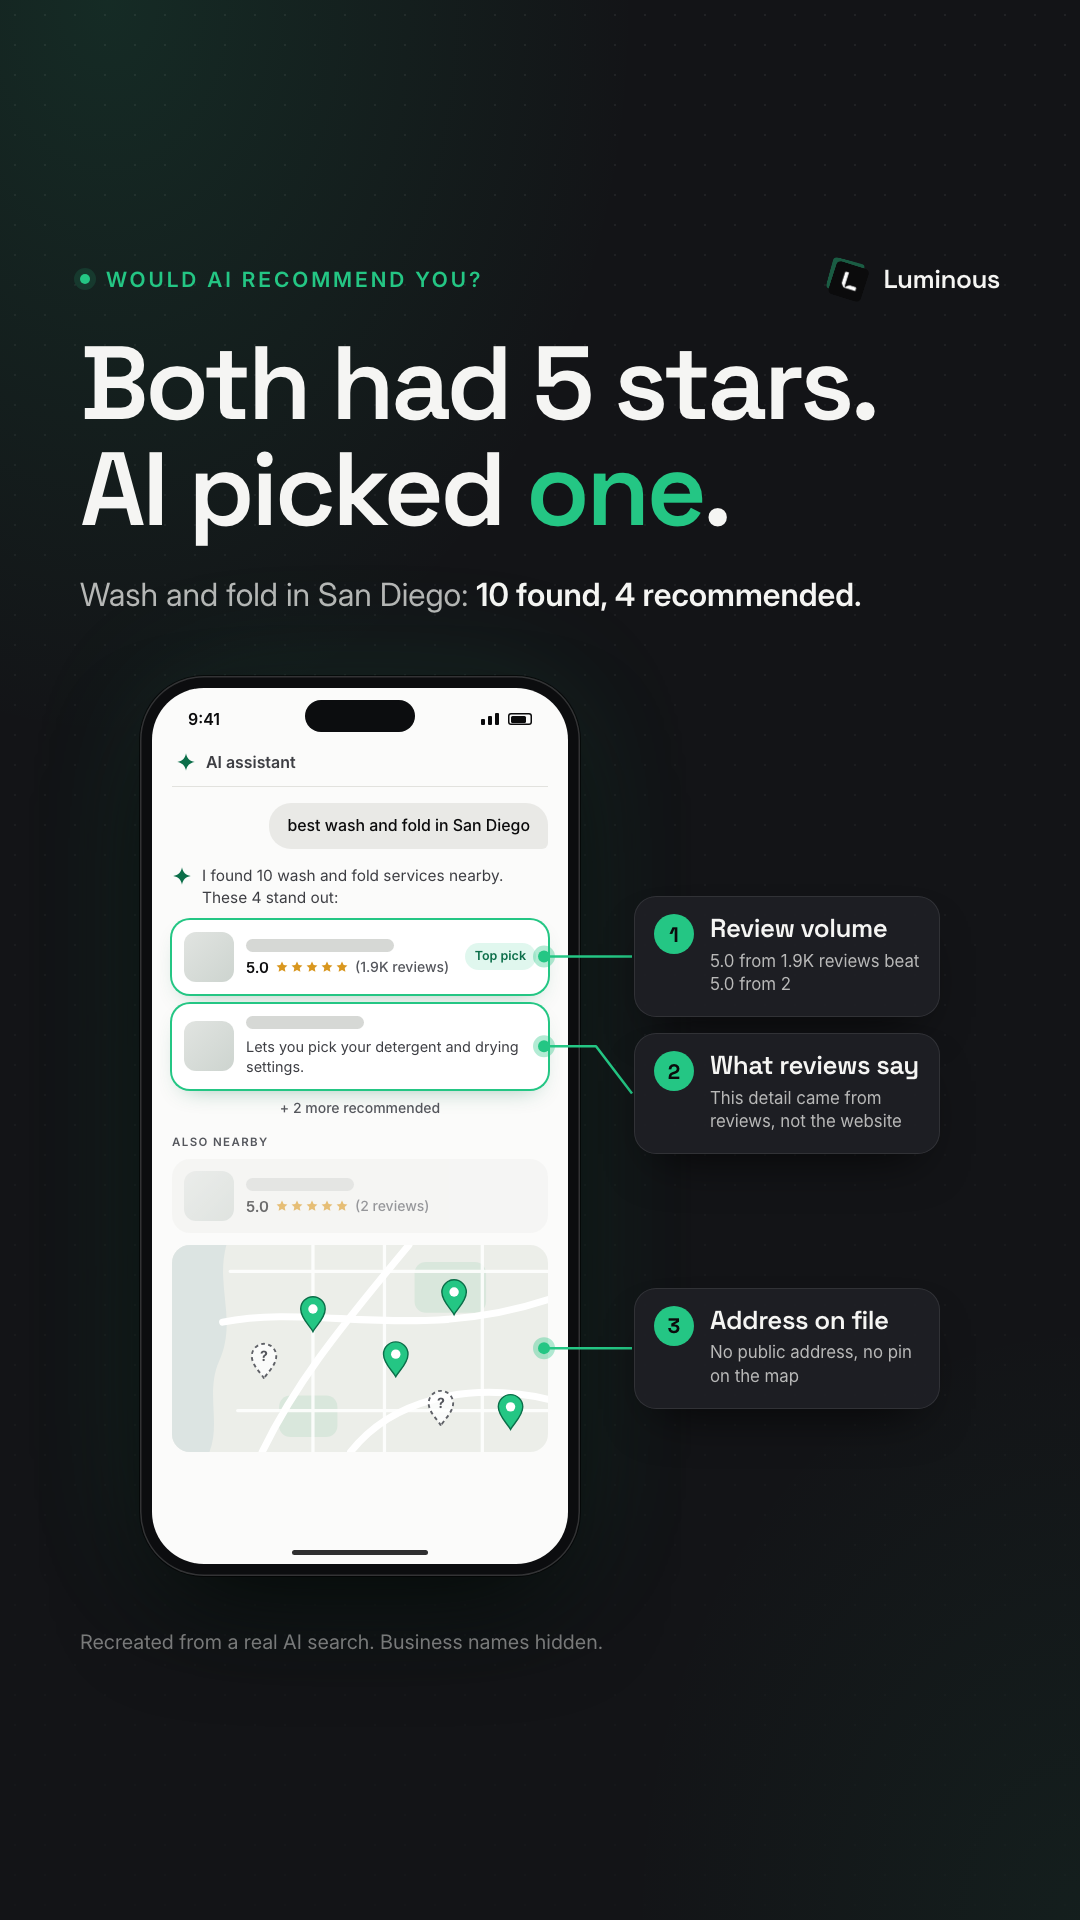 WOULD AI RECOMMEND YOU?
L Luminous
Both had 5 stars.
AI picked one.
Wash and fold in San Diego: 10 found, 4 recommended.
9:41
AI assistant
best wash and fold in San Diego
I found 10 wash and fold services nearby.
These 4 stand out:
5.0 ★★★★★ (1.9K reviews)
Top pick
Lets you pick your detergent and drying
settings.
+ 2 more recommended
ALSO NEARBY
5.0 ★★★★★ (2 reviews)
?
?
1 Review volume
5.0 from 1.9K reviews beat
5.0 from 2
2 What reviews say
This detail came from
reviews, not the website
3 Address on file
No public address, no pin
on the map
Recreated from a real AI search. Business names hidden.